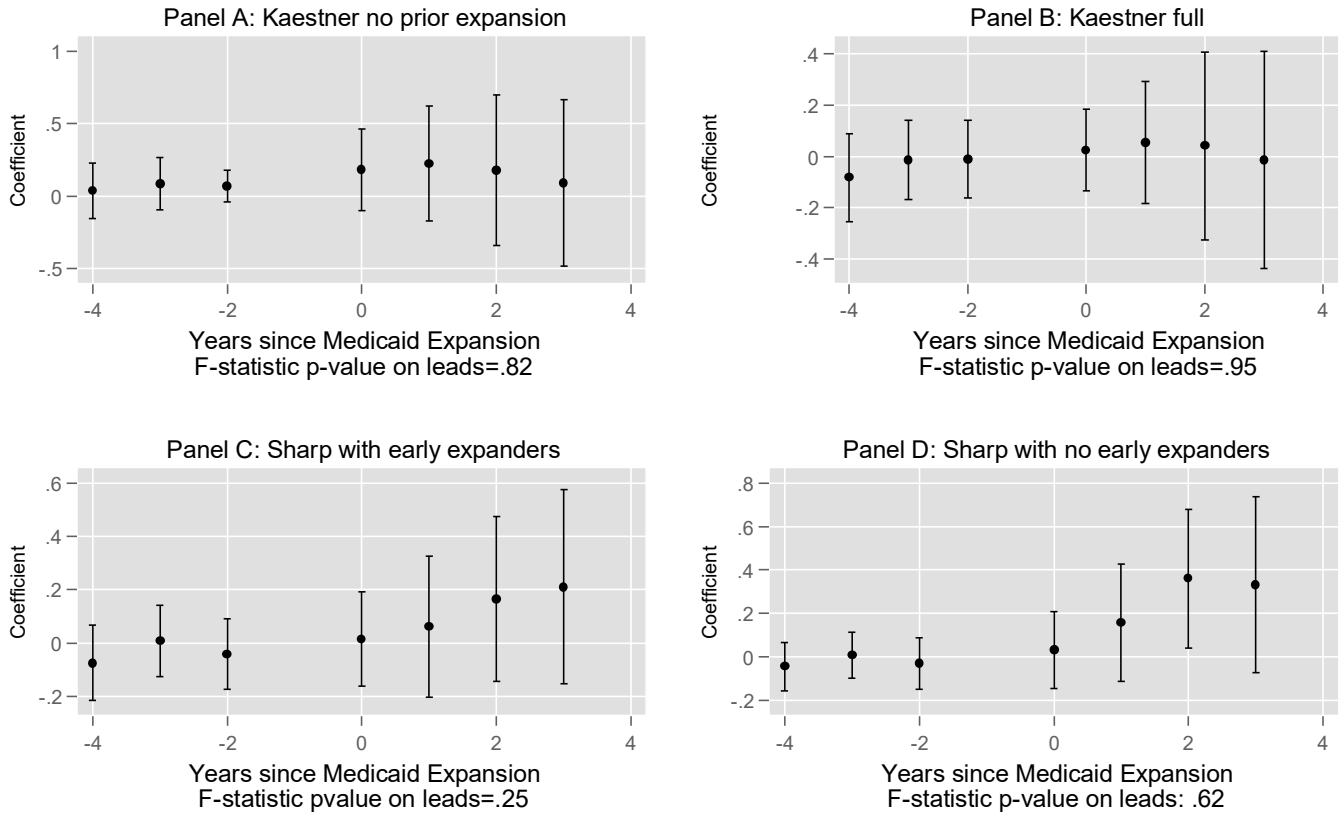 Panel A: Kaestner no prior expansion
1
.5
0
-.5
Coefficient
-4 -2 0 2 4
Years since Medicaid Expansion
F-statistic p-value on leads=.82
Panel B: Kaestner full
.4
.2
0
-.2
-.4
Coefficient
-4 -2 0 2 4
Years since Medicaid Expansion
F-statistic p-value on leads=.95
Panel C: Sharp with early expanders
.6
.4
.2
0
-.2
Coefficient
-4 -2 0 2 4
Years since Medicaid Expansion
F-statistic pvalue on leads=.25
Panel D: Sharp with no early expanders
.8
.6
.4
.2
0
-.2
Coefficient
-4 -2 0 2 4
Years since Medicaid Expansion
F-statistic p-value on leads: .62